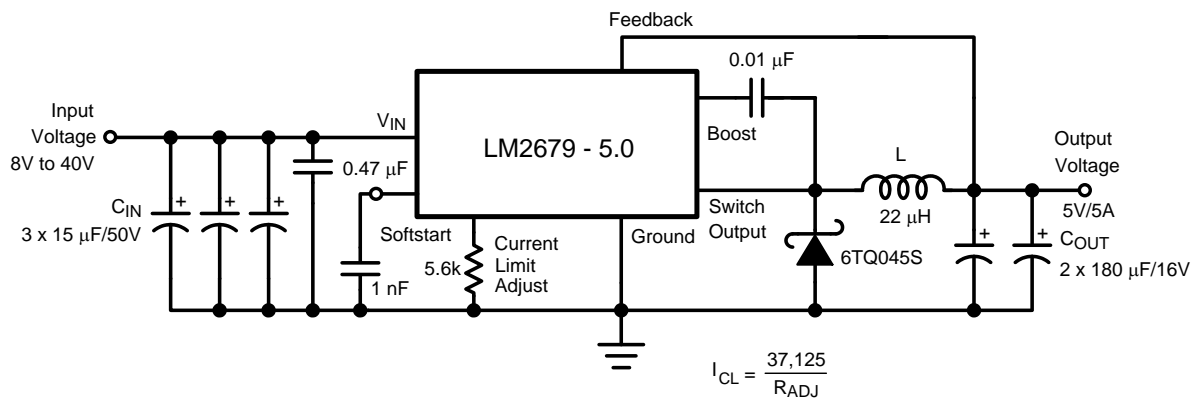 Feedback
0.01 μF
Input
Voltage
8V to 40V
V_IN
LM2679 - 5.0
Boost
L
22 μH
Output
Voltage
5V/5A
0.47 μF
C_IN
3 x 15 μF/50V
+
+
+
Softstart
1 nF
5.6k
Current
Limit
Adjust
Ground
Switch
Output
6TQ045S
+
+
C_OUT
2 x 180 μF/16V
I_CL = 37,125 / R_ADJ